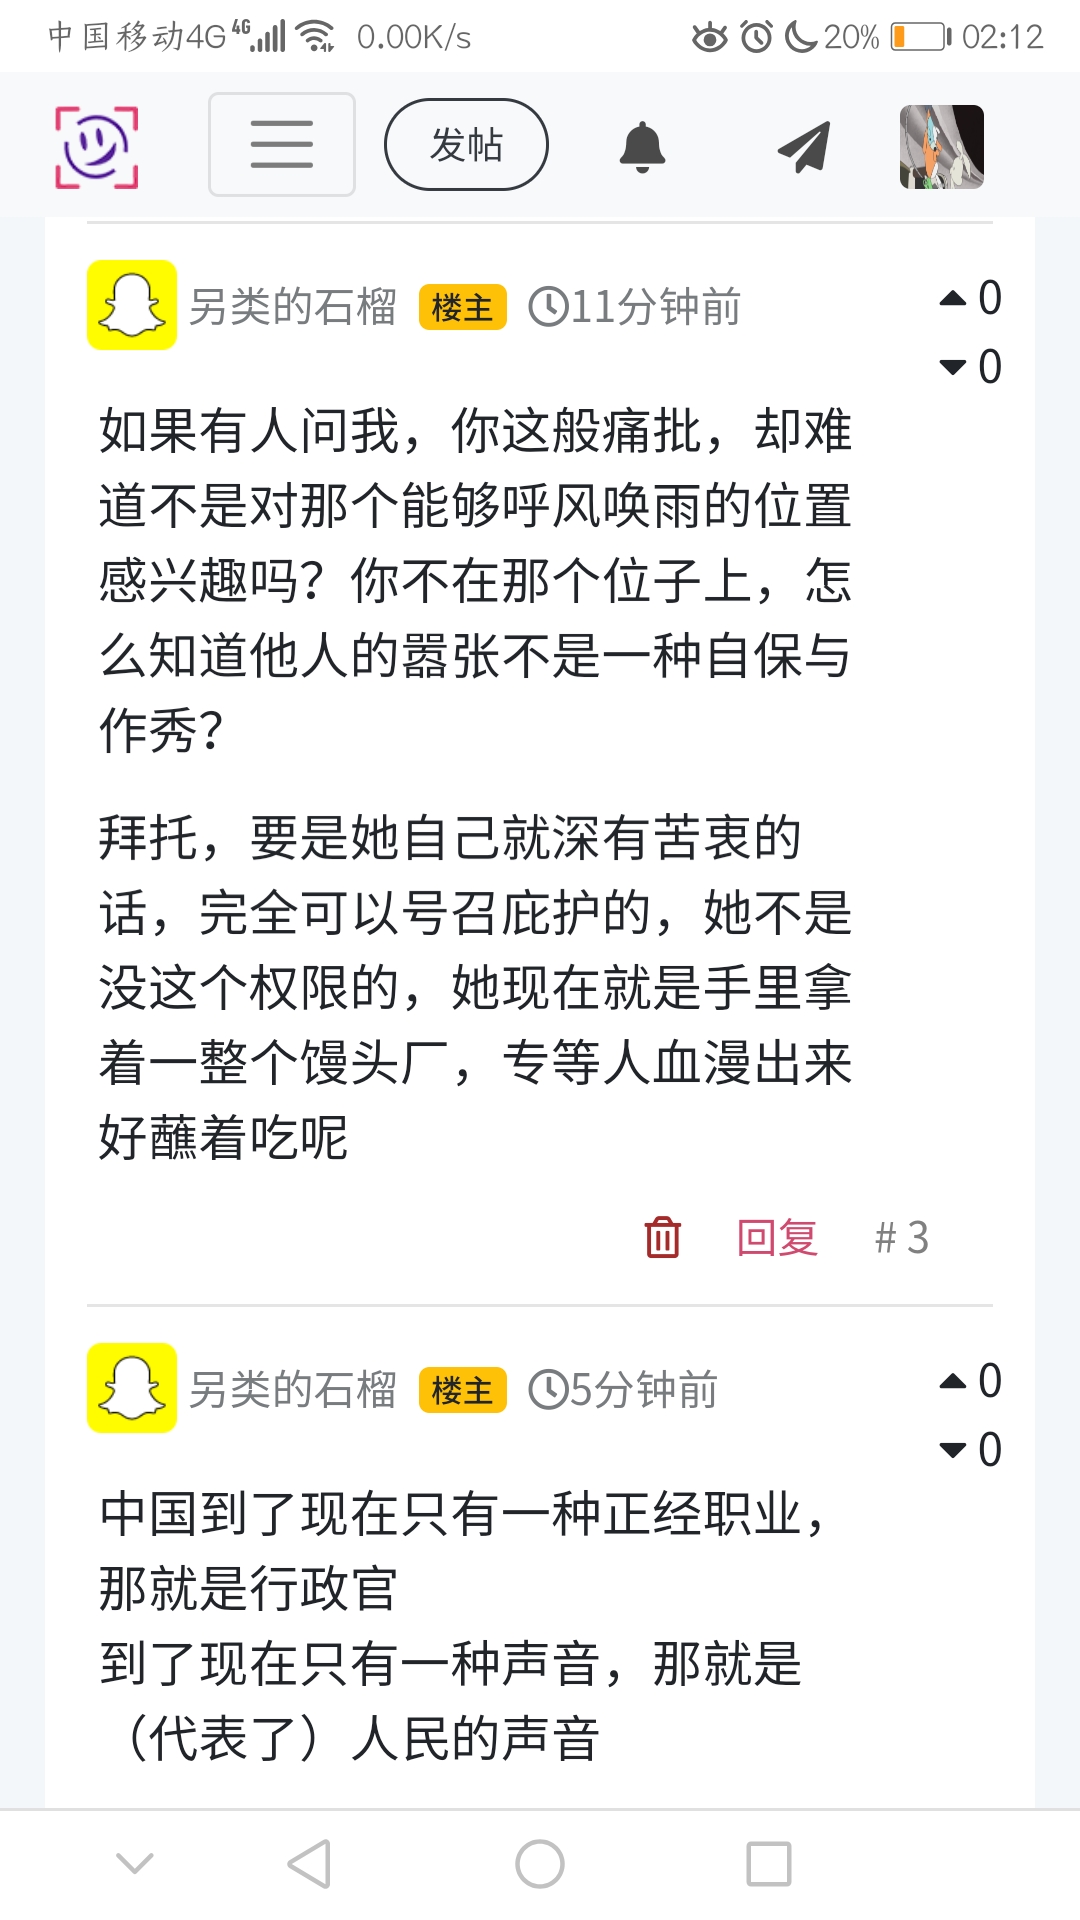 中国移动4G 4G 0.00K/s 20% 02:12
发帖
另类的石榴 楼主 11分钟前 0
0
如果有人问我，你这般痛批，却难
道不是对那个能够呼风唤雨的位置
感兴趣吗？你不在那个位子上，怎
么知道他人的嚣张不是一种自保与
作秀？
拜托，要是她自己就深有苦衷的
话，完全可以号召庇护的，她不是
没这个权限的，她现在就是手里拿
着一整个馒头厂，专等人血漫出来
好蘸着吃呢
回复 # 3
另类的石榴 楼主 5分钟前 0
0
中国到了现在只有一种正经职业，
那就是行政官
到了现在只有一种声音，那就是
（代表了）人民的声音